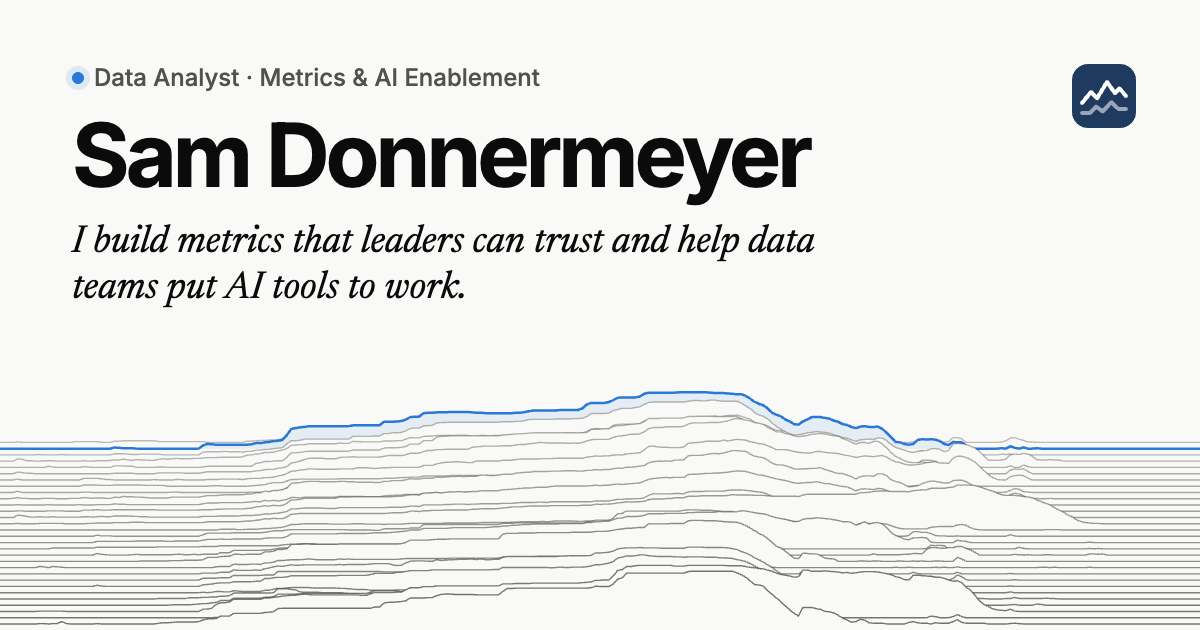 Data Analyst · Metrics & AI Enablement
Sam Donnermeyer
I build metrics that leaders can trust and help data
teams put AI tools to work.